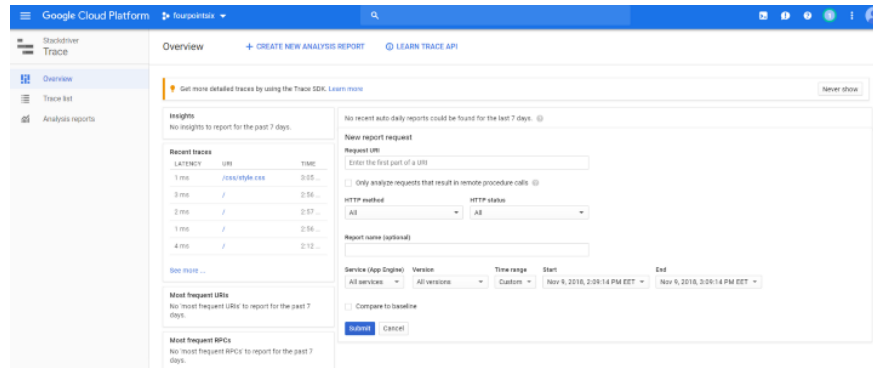 Google Cloud Platform
fourpointsix
Stackdriver
Trace
Overview
Trace list
Analysis reports
Overview
+ CREATE NEW ANALYSIS REPORT
LEARN TRACE API
Get more detailed traces by using the Trace SDK. Learn more
Never show
Insights
No insights to report for the past 7 days.
Recent traces
LATENCY URI TIME
1 ms /css/style.css 3:05 ...
3 ms / 2:56 ...
2 ms / 2:57 ...
1 ms / 2:56 ...
4 ms / 2:12 ...
See more ...
Most frequent URIs
No 'most frequent URIs' to report for the past 7
days.
Most frequent RPCs
No 'most frequent RPCs' to report for the past 7
days.
No recent auto daily reports could be found for the last 7 days.
New report request
Request URI
Enter the first part of a URI
Only analyze requests that result in remote procedure calls
HTTP method HTTP status
All All
Report name (optional)
Service (App Engine) Version Time range Start End
All services All versions Custom Nov 9, 2018, 2:09:14 PM EET Nov 9, 2018, 3:09:14 PM EET
Compare to baseline
Submit Cancel